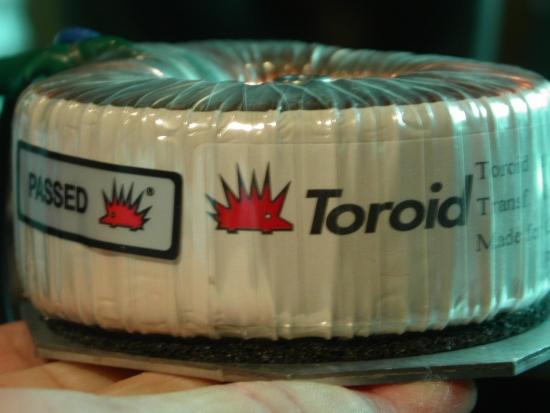 PASSED ®
Toroid
Toroid
Transf
Made for